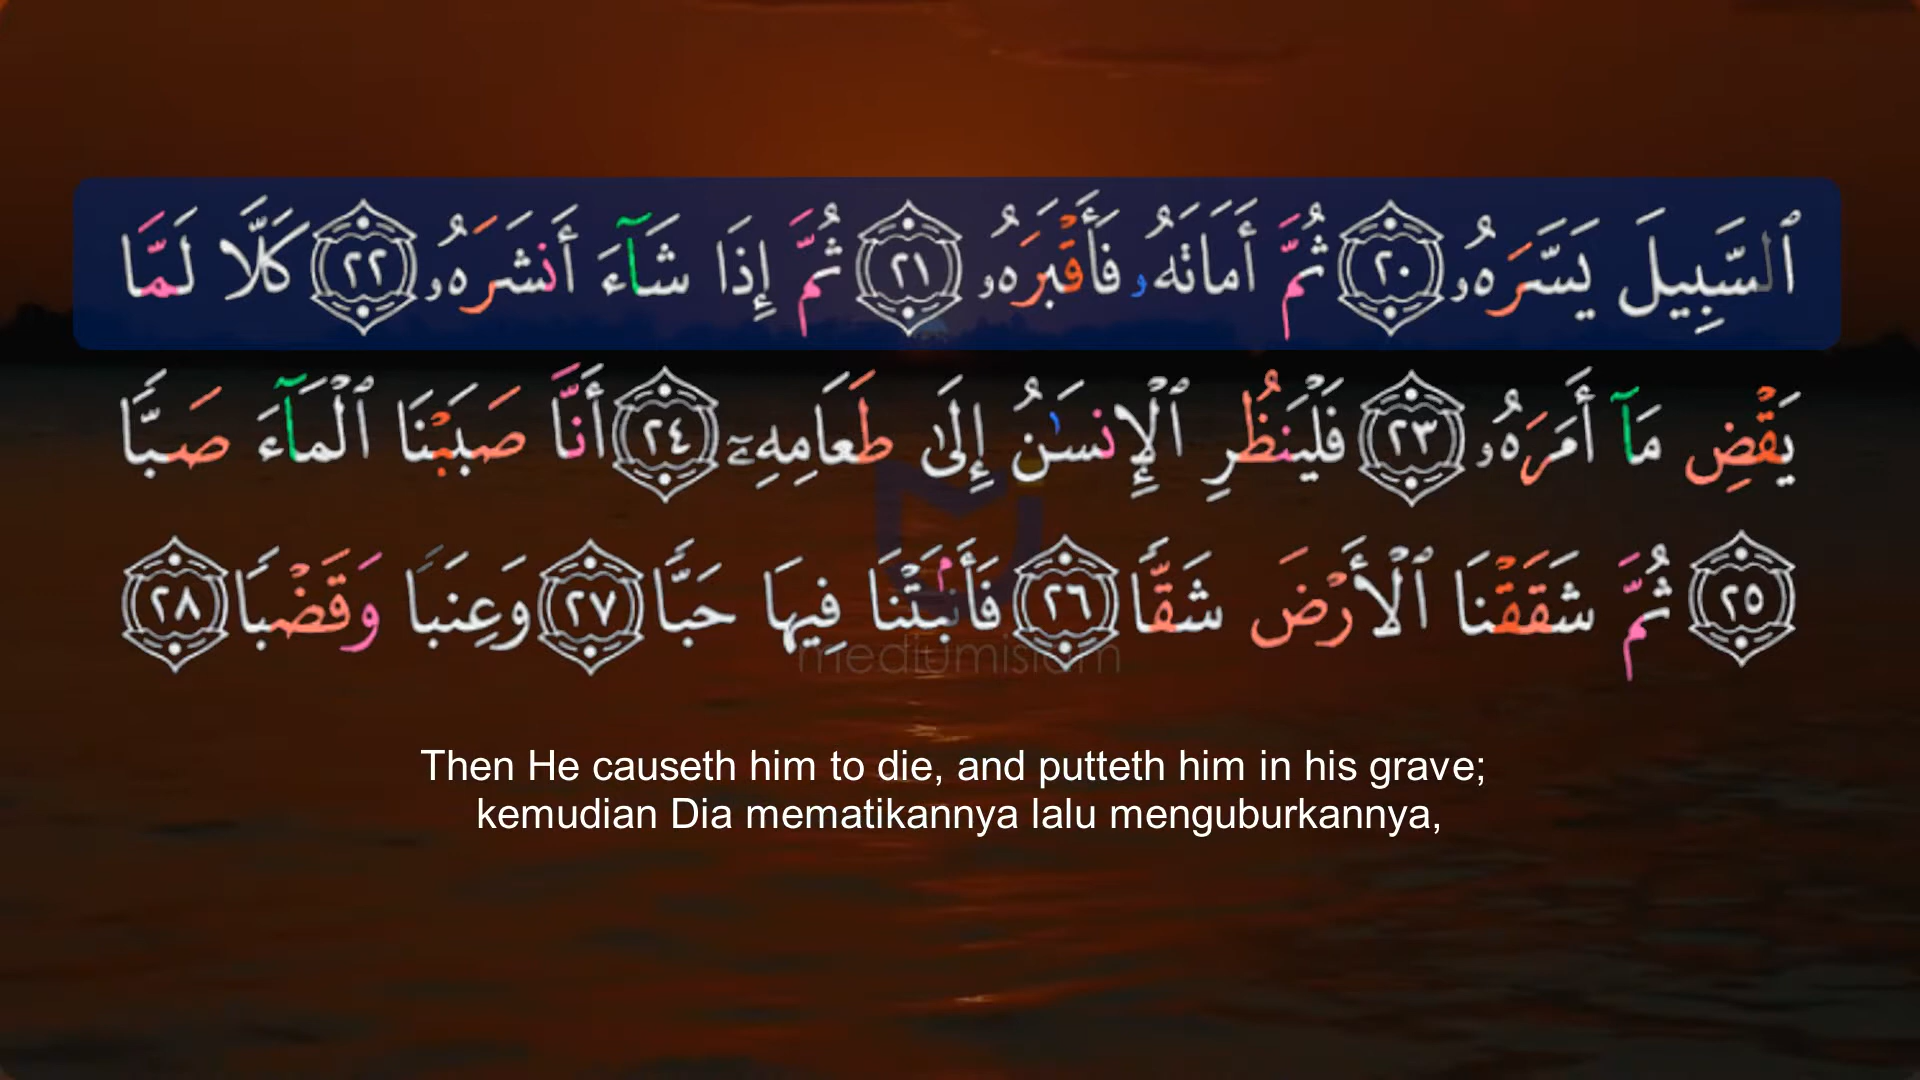 ٱلسَّبِيلَ يَسَّرَهُۥ ٢٠ ثُمَّ أَمَاتَهُۥ فَأَقْبَرَهُۥ ٢١ ثُمَّ إِذَا شَآءَ أَنشَرَهُۥ ٢٢ كَلَّا لَمَّا
يَقْضِ مَآ أَمَرَهُۥ ٢٣ فَلْيَنظُرِ ٱلْإِنسَٰنُ إِلَىٰ طَعَامِهِۦٓ ٢٤ أَنَّا صَبَبْنَا ٱلْمَآءَ صَبًّا
٢٥ ثُمَّ شَقَقْنَا ٱلْأَرْضَ شَقًّا ٢٦ فَأَنۢبَتْنَا فِيهَا حَبًّا ٢٧ وَعِنَبًا وَقَضْبًا ٢٨
mediumislam
Then He causeth him to die, and putteth him in his grave;
kemudian Dia mematikannya lalu menguburkannya,